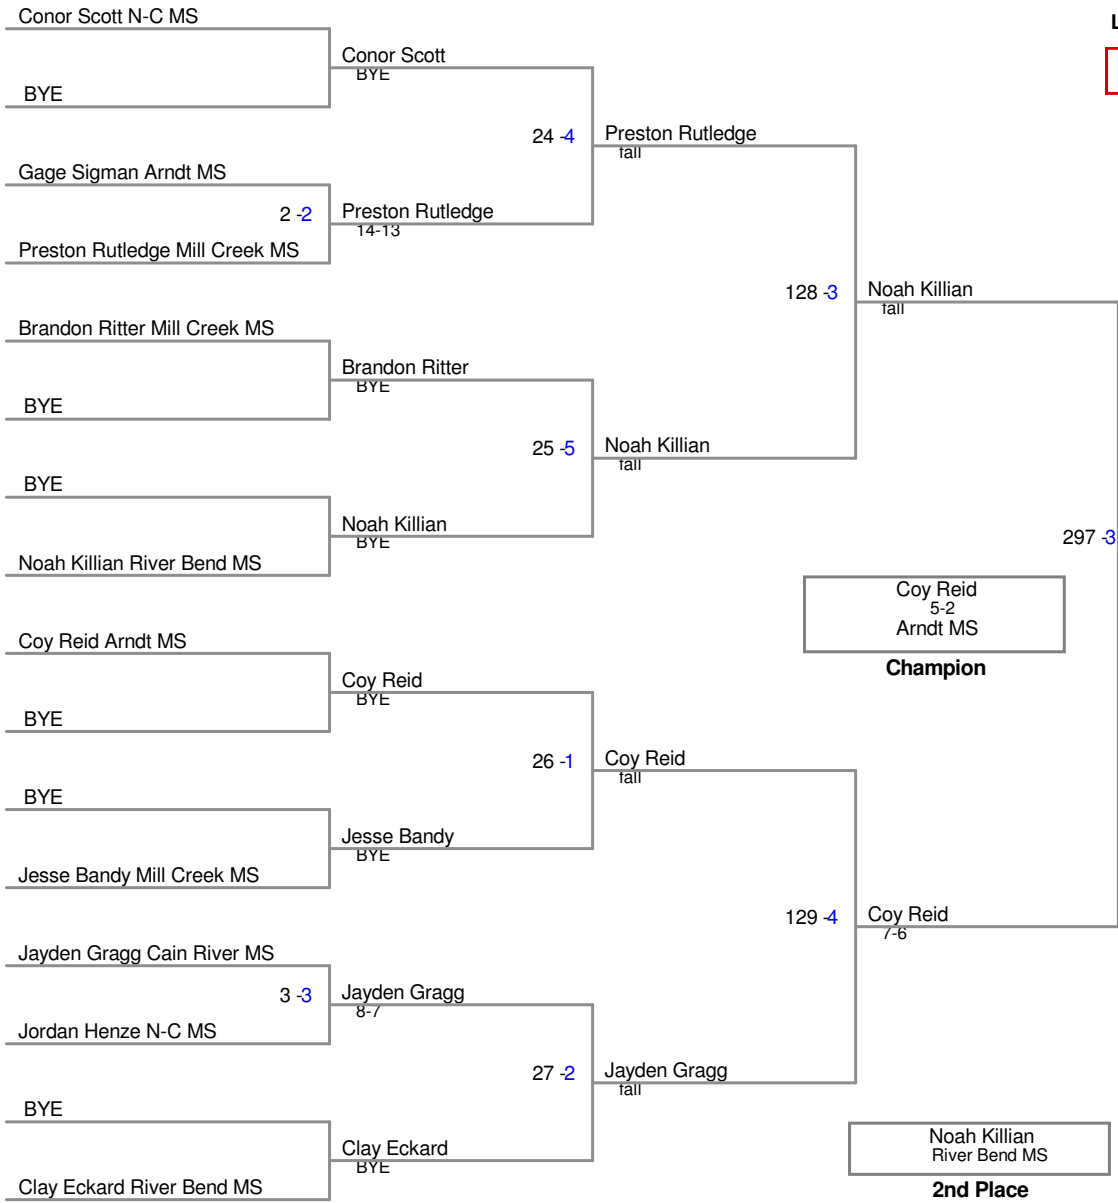 Conor Scott N-C MS
L
Conor Scott
BYE
BYE
24 -4
Preston Rutledge
fall
Gage Sigman Arndt MS
2 -2
Preston Rutledge
14-13
Preston Rutledge Mill Creek MS
128 -3
Noah Killian
fall
Brandon Ritter Mill Creek MS
Brandon Ritter
BYE
BYE
25 -5
Noah Killian
fall
BYE
Noah Killian
BYE
Noah Killian River Bend MS
297 -3
Coy Reid
5-2
Arndt MS
Champion
Coy Reid Arndt MS
Coy Reid
BYE
BYE
26 -1
Coy Reid
fall
BYE
Jesse Bandy
BYE
Jesse Bandy Mill Creek MS
129 -4
Coy Reid
7-6
Jayden Gragg Cain River MS
3 -3
Jayden Gragg
8-7
Jordan Henze N-C MS
27 -2
Jayden Gragg
fall
BYE
Clay Eckard
BYE
Clay Eckard River Bend MS
Noah Killian
River Bend MS
2nd Place